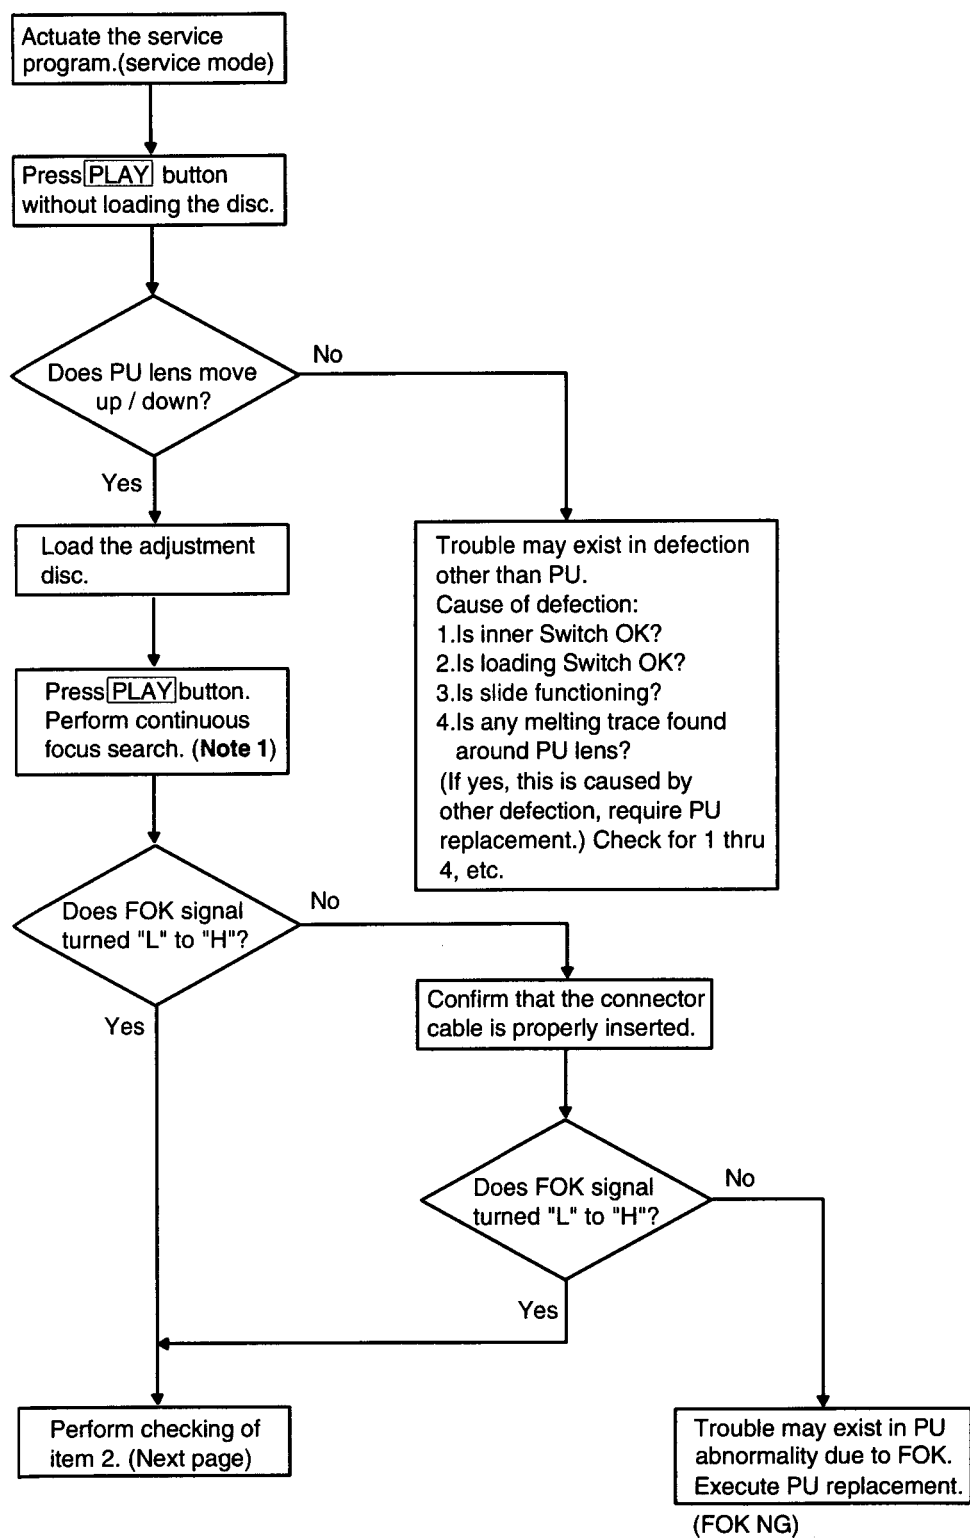 Actuate the service
program.(service mode)
Press PLAY button
without loading the disc.
Does PU lens move
up / down?
No
Yes
Load the adjustment
disc.
Trouble may exist in defection
other than PU.
Cause of defection:
1.Is inner Switch OK?
2.Is loading Switch OK?
3.Is slide functioning?
4.Is any melting trace found
around PU lens?
(If yes, this is caused by
other defection, require PU
replacement.) Check for 1 thru
4, etc.
Press PLAY button.
Perform continuous
focus search. (Note 1)
Does FOK signal
turned "L" to "H"?
No
Yes
Confirm that the connector
cable is properly inserted.
Does FOK signal
turned "L" to "H"?
No
Yes
Perform checking of
item 2. (Next page)
Trouble may exist in PU
abnormality due to FOK.
Execute PU replacement.
(FOK NG)